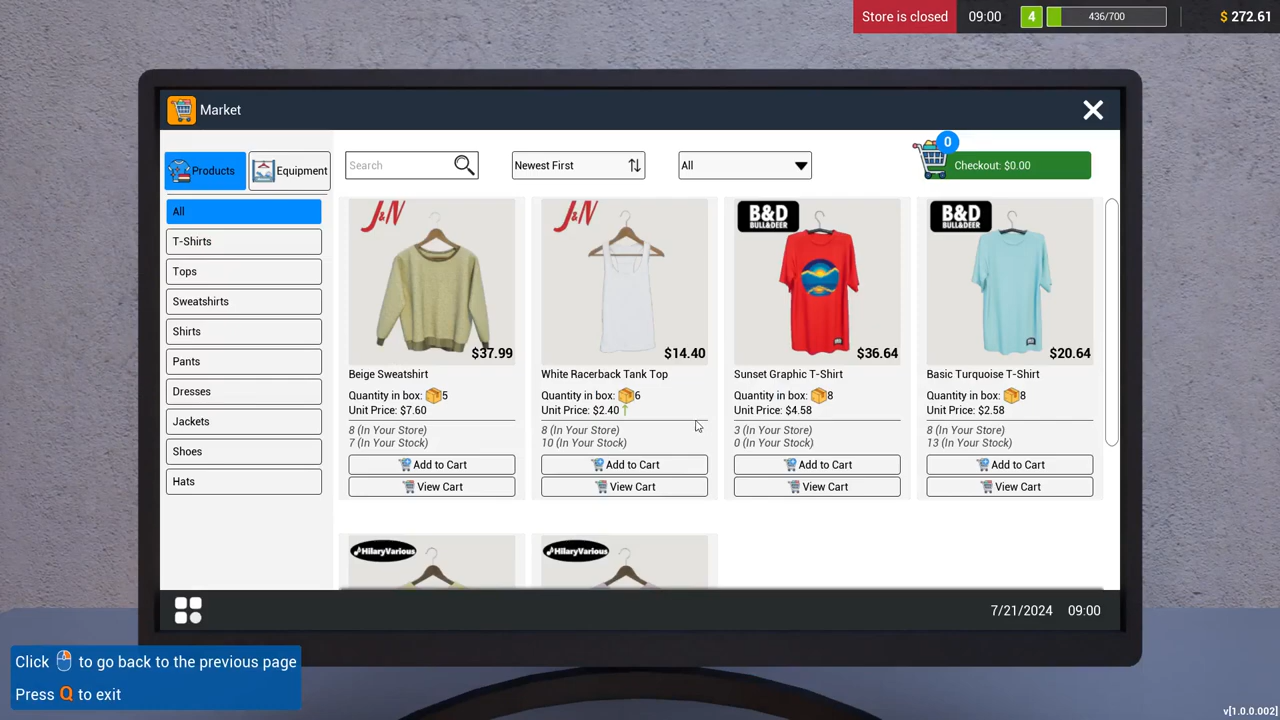 Store is closed 09:00 4 436/700 $ 272.61
Market
Products Equipment
Search Newest First All 0 Checkout: $0.00
All
T-Shirts
Tops
Sweatshirts
Shirts
Pants
Dresses
Jackets
Shoes
Hats
J&N
$37.99
Beige Sweatshirt
Quantity in box: 5
Unit Price: $7.60
8 (In Your Store)
7 (In Your Stock)
Add to Cart
View Cart
J&N
$14.40
White Racerback Tank Top
Quantity in box: 6
Unit Price: $2.40 ↑
8 (In Your Store)
10 (In Your Stock)
Add to Cart
View Cart
B&D
BULL&DEER
$36.64
Sunset Graphic T-Shirt
Quantity in box: 8
Unit Price: $4.58
3 (In Your Store)
0 (In Your Stock)
Add to Cart
View Cart
B&D
BULL&DEER
$20.64
Basic Turquoise T-Shirt
Quantity in box: 8
Unit Price: $2.58
8 (In Your Store)
13 (In Your Stock)
Add to Cart
View Cart
HilaryVarious
HilaryVarious
7/21/2024 09:00
Click to go back to the previous page
Press Q to exit
v[1.0.0.002]